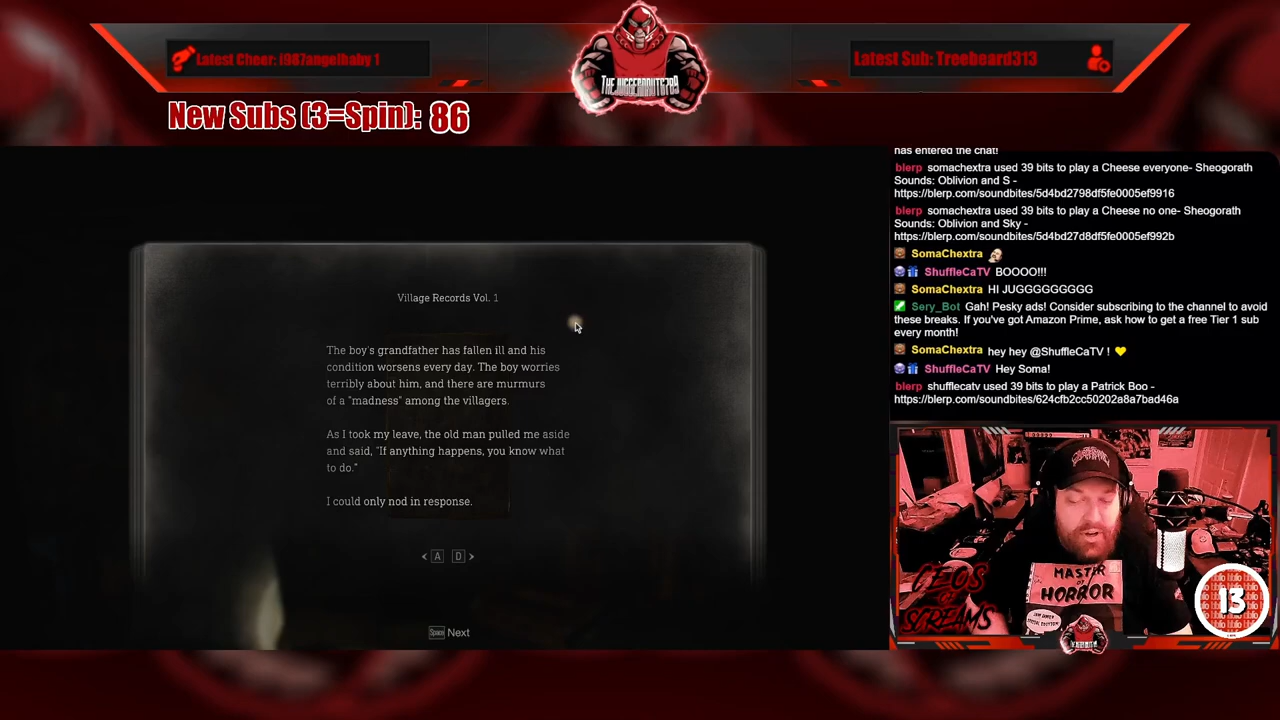 Latest Cheer: i987angelbaby 1
THEJUGGERNAUT6789
Latest Sub: Treebeard313
New Subs (3=Spin): 86
has entered the chat!
blerp somachextra used 39 bits to play a Cheese everyone- Sheogorath
Sounds: Oblivion and S -
https://blerp.com/soundbites/5d4bd2798df5fe0005ef9916
blerp somachextra used 39 bits to play a Cheese no one- Sheogorath
Sounds: Oblivion and Sky -
https://blerp.com/soundbites/5d4bd27d8df5fe0005ef992b
SomaChextra
ShuffleCaTV BOOOO!!!
SomaChextra HI JUGGGGGGGGG
Sery_Bot Gah! Pesky ads! Consider subscribing to the channel to avoid
these breaks. If you've got Amazon Prime, ask how to get a free Tier 1 sub
every month!
SomaChextra hey hey @ShuffleCaTV !
ShuffleCaTV Hey Soma!
blerp shufflecatv used 39 bits to play a Patrick Boo -
https://blerp.com/soundbites/624cfb2cc50202a8a7bad46a
Village Records Vol. 1
The boy's grandfather has fallen ill and his
condition worsens every day. The boy worries
terribly about him, and there are murmurs
of a "madness" among the villagers.
As I took my leave, the old man pulled me aside
and said, "If anything happens, you know what
to do."
I could only nod in response.
A D
Space Next
MASTER
OF
HORROR
CEOS
OF
SCREAMS
13